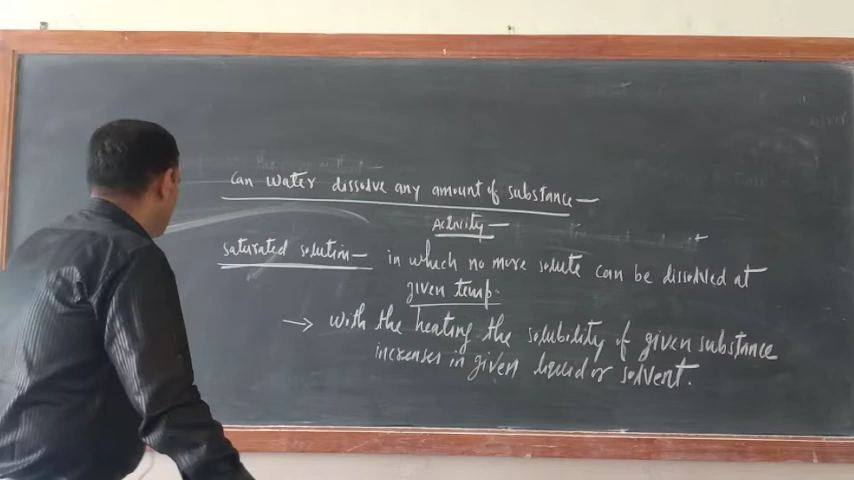 Can water dissolve any amount of substance —
Activity —
saturated solution — in which no more solute can be dissolved at
given temp.
→ With the heating the solubility of given substance
increases in given liquid or solvent.